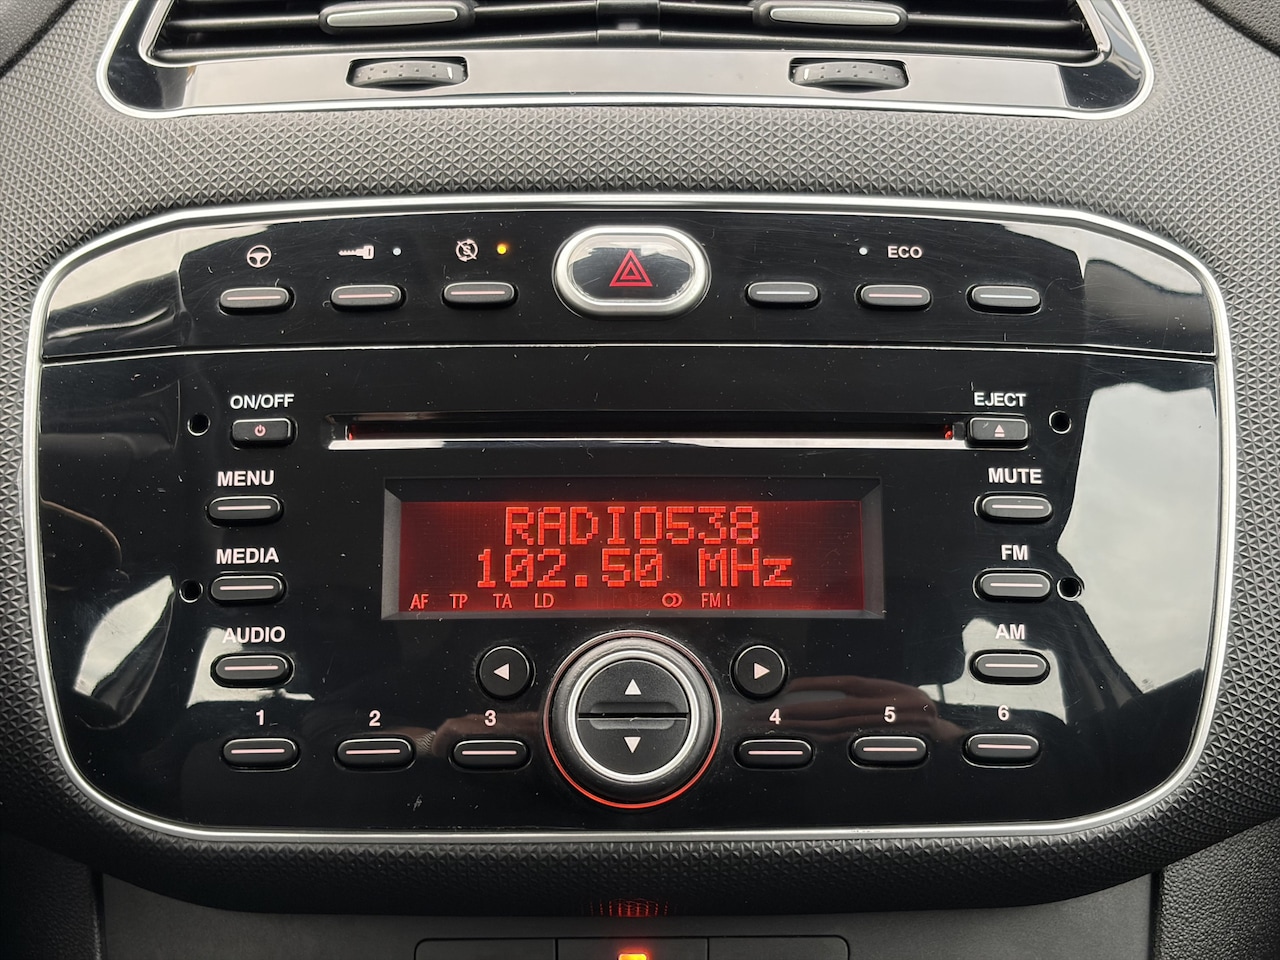 ECO
ON/OFF
EJECT
MENU
MUTE
RADIO538
MEDIA
FM
102.50 MHz
AF TP TA LD FM I
AUDIO
AM
1 2 3 4 5 6